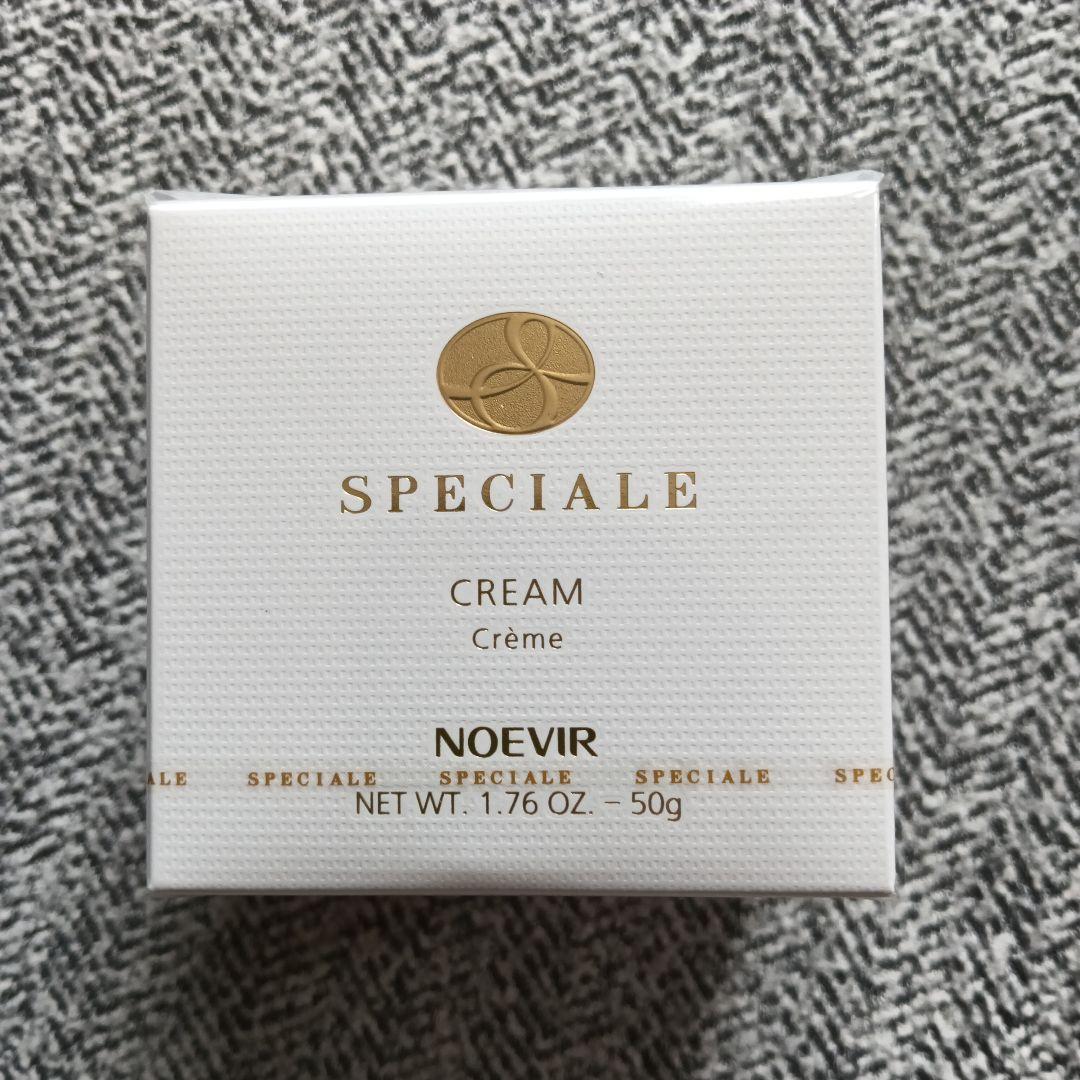 SPECIALE
CREAM
Crème
NOEVIR
ALE SPECIALE SPECIALE SPECIALE SPEC
NET WT. 1.76 OZ. – 50g